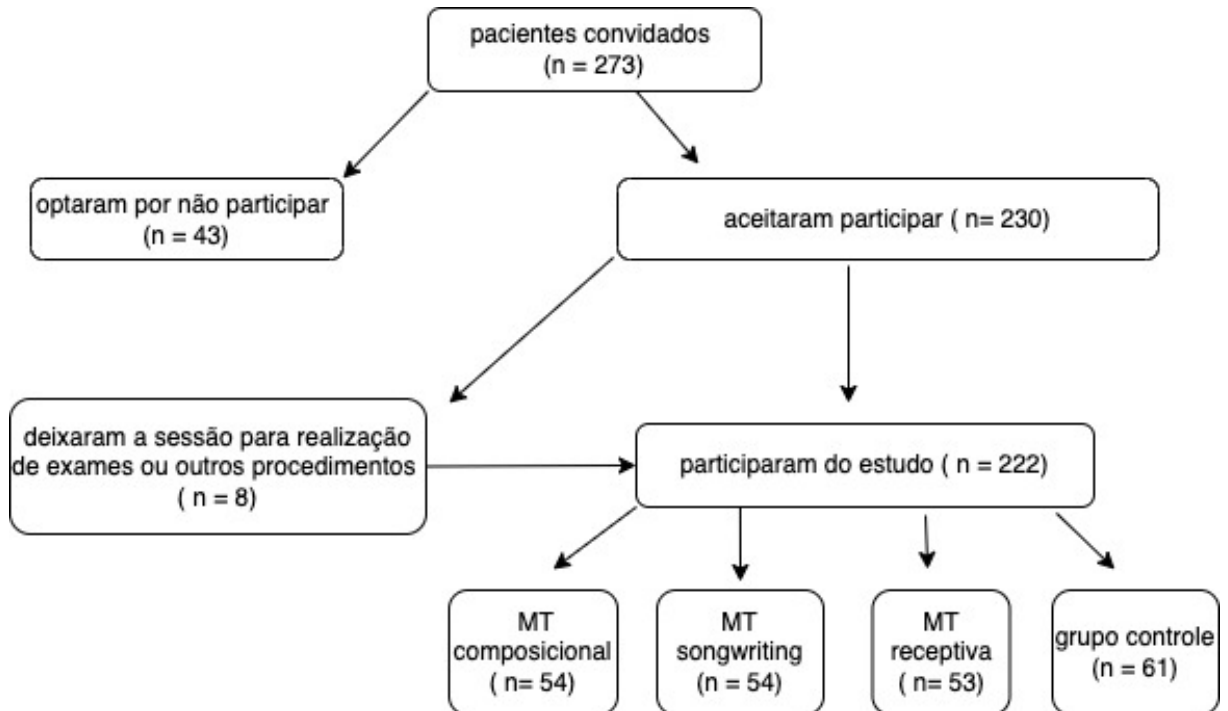 pacientes convidados
(n = 273)
optaram por não participar
(n = 43)
aceitaram participar ( n= 230)
deixaram a sessão para realização
de exames ou outros procedimentos
( n = 8)
participaram do estudo ( n = 222)
MT
composicional
( n= 54)
MT
songwriting
(n = 54)
MT
receptiva
( n= 53)
grupo controle
(n = 61)